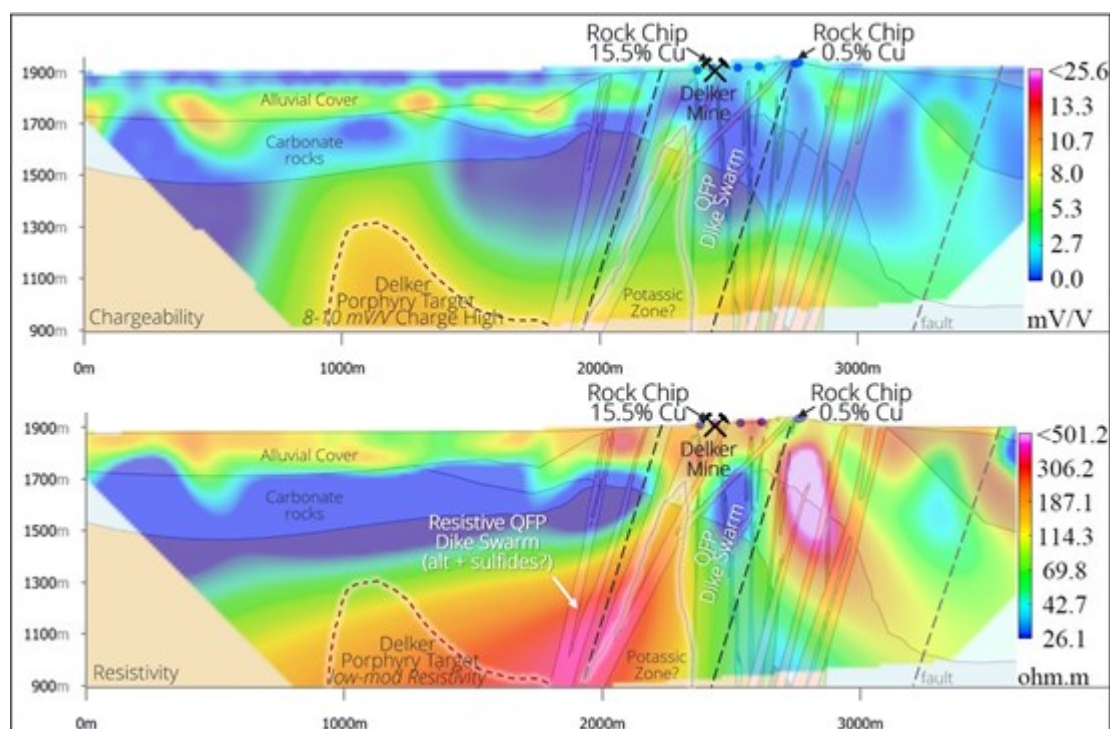 Rock Chip
15.5% Cu
Rock Chip
0.5% Cu
1900m
1700m
1500m
1300m
1100m
900m
Alluvial Cover
Carbonate
rocks
Delker
Mine
QFP
Dike Swarm
Delker
Porphyry Target
8-10 mV/V Charge High
Potassic
Zone?
Chargeability
fault
<25.6
13.3
10.7
8.0
5.3
2.7
0.0
mV/V
0m
1000m
2000m
3000m
Rock Chip
15.5% Cu
Rock Chip
0.5% Cu
1900m
1700m
1500m
1300m
1100m
900m
Alluvial Cover
Carbonate
rocks
Delker
Mine
Resistive QFP
Dike Swarm
(alt + sulfides?)
QFP
Dike Swarm
Delker
Porphyry Target
low-mod Resistivity
Potassic
Zone?
Resistivity
fault
<501.2
306.2
187.1
114.3
69.8
42.7
26.1
ohm.m
0m
1000m
2000m
3000m